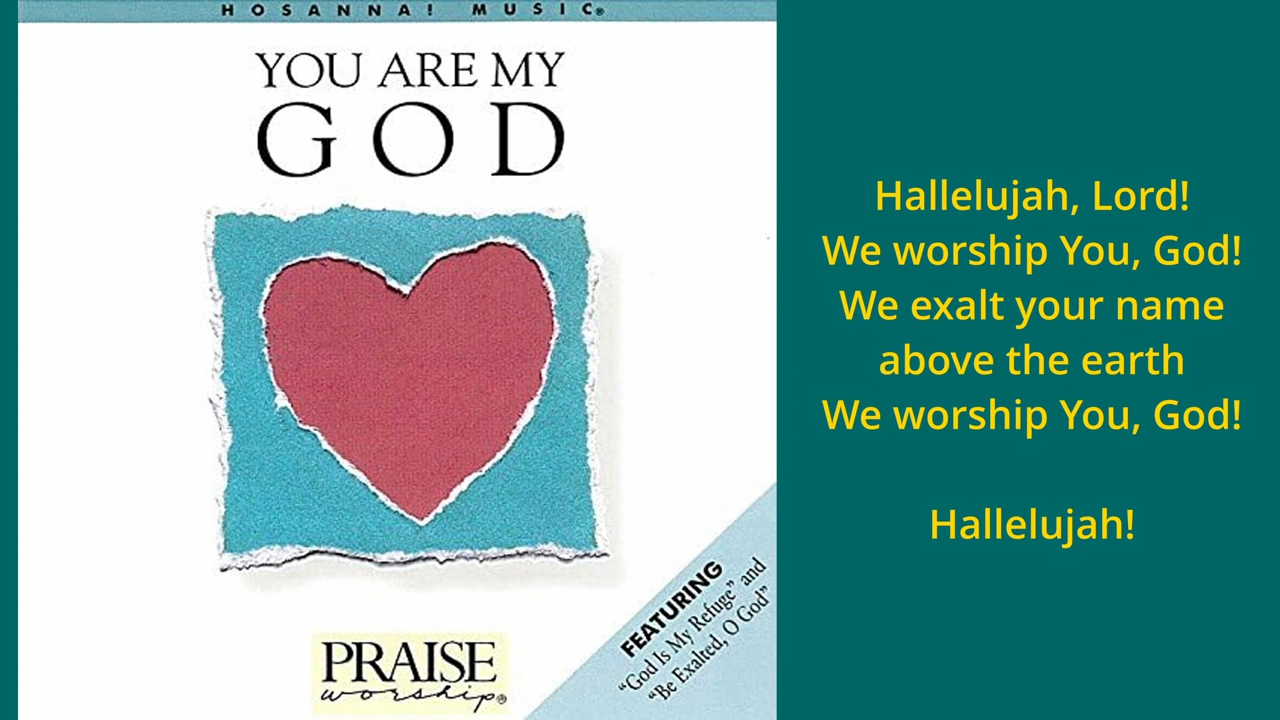 HOSANNA! MUSIC®
YOU ARE MY
GOD
PRAISE
worship®
FEATURING
"God Is My Refuge" and
"Be Exalted, O God"
Hallelujah, Lord!
We worship You, God!
We exalt your name
above the earth
We worship You, God!
Hallelujah!